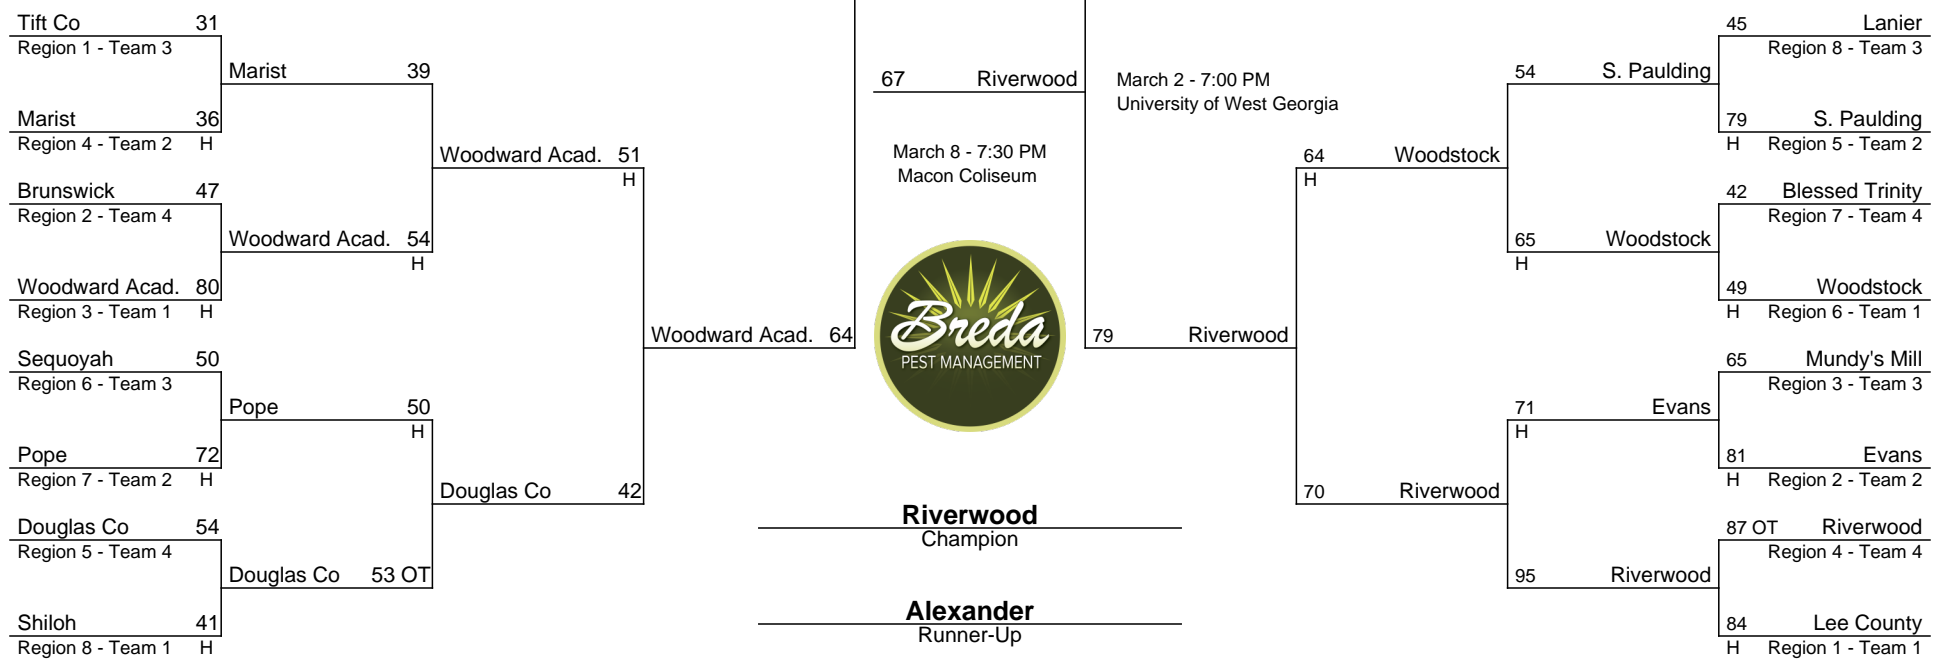 Tift Co 31
Region 1 - Team 3
Marist 39
Marist 36
Region 4 - Team 2 H
Woodward Acad. 51
H
Brunswick 47
Region 2 - Team 4
Woodward Acad. 54
H
Woodward Acad. 80
Region 3 - Team 1 H
Woodward Acad. 64
Sequoyah 50
Region 6 - Team 3
Pope 50
H
Pope 72
Region 7 - Team 2 H
Douglas Co 42
Douglas Co 54
Region 5 - Team 4
Douglas Co 53 OT
Shiloh 41
Region 8 - Team 1 H
67 Riverwood
March 8 - 7:30 PM
Macon Coliseum
Breda
PEST MANAGEMENT
Riverwood
Champion
Alexander
Runner-Up
March 2 - 7:00 PM
University of West Georgia
79 Riverwood
64 Woodstock
H
70 Riverwood
54 S. Paulding
65 Woodstock
H
71 Evans
H
95 Riverwood
45 Lanier
Region 8 - Team 3
79 S. Paulding
H Region 5 - Team 2
42 Blessed Trinity
Region 7 - Team 4
49 Woodstock
H Region 6 - Team 1
65 Mundy's Mill
Region 3 - Team 3
81 Evans
H Region 2 - Team 2
87 OT Riverwood
Region 4 - Team 4
84 Lee County
H Region 1 - Team 1